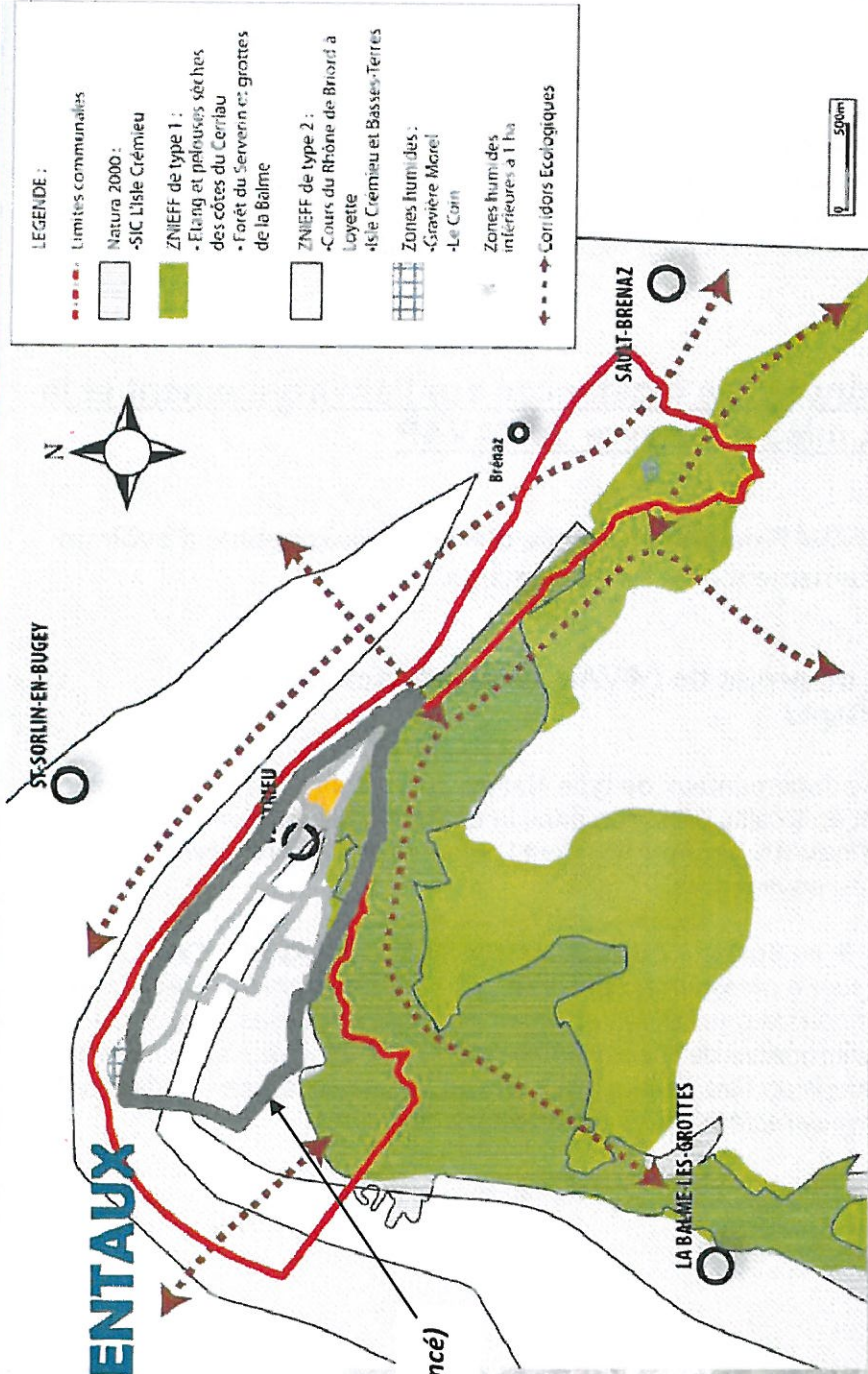 ENTAUX
ncé)
N
ST-SORLIN-EN-BUGEY
Brénaz
SAULT-BRENAZ
LA BALME-LES-GROTTES
LEGENDE :
Limites communales
Natura 2000 :
-SIC L'Isle Crémieu
ZNIEFF de type 1 :
- Etang et pelouses sèches
des côtes du Cerriau
- Forêt du Serverin et grottes
de la Balme
ZNIEFF de type 2 :
-Cours du Rhône de Briord à
Loyette
-Isle Crémieu et Basses-Terres
Zones humides :
-Gravière Morel
-Le Coin
Zones humides
inférieures à 1 ha
Corridors Ecologiques
0 500m